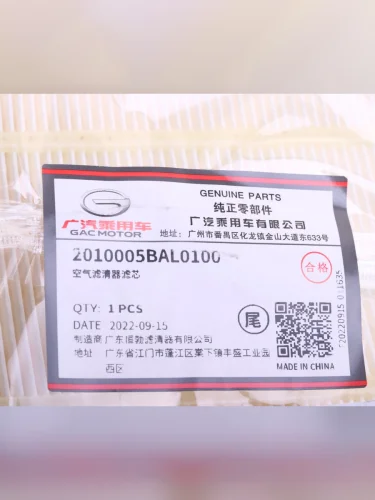 广汽乘用车
GAC MOTOR
GENUINE PARTS
纯正零部件
广汽乘用车有限公司
地址:广州市番禺区化龙镇金山大道东633号
2010005BAL0100
空气滤清器滤芯
合格
QTY: 1 PCS
DATE 2022-09-15
尾
制造商 广东恒勃滤清器有限公司
地址 广东省江门市蓬江区棠下镇丰盛工业园
西区
MADE IN CHINA